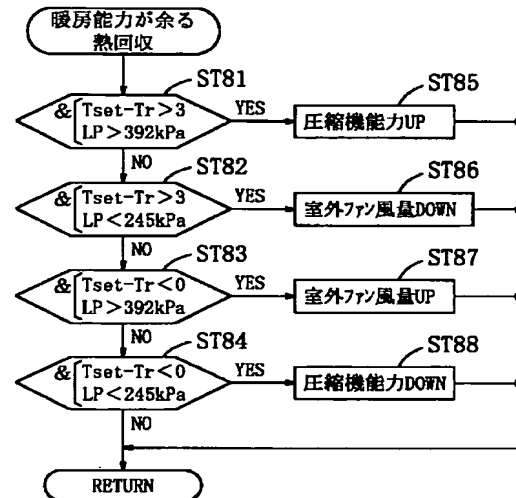 暖房能力が余る
熱回収
ST81
& Tset-Tr>3
LP>392kPa
YES
ST85
圧縮機能力UP
NO
ST82
& Tset-Tr>3
LP<245kPa
YES
ST86
室外ファン風量DOWN
NO
ST83
& Tset-Tr<0
LP>392kPa
YES
ST87
室外ファン風量UP
NO
ST84
& Tset-Tr<0
LP<245kPa
YES
ST88
圧縮機能力DOWN
NO
RETURN